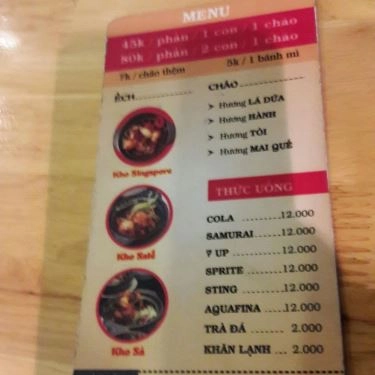 MENU
45k / phần / 1 con / 1 cháo
80k / phần / 2 con / 1 cháo
7k / cháo thêm
5k / 1 bánh mì
ẾCH
Kho Singapore
Kho Satế
Kho Sả
CHÁO
Hương LÁ DỨA
Hương HÀNH
Hương TỎI
Hương MAI QUẾ
THỨC UỐNG
COLA ..........12.000
SAMURAI......12.000
7 UP ............12.000
SPRITE .........12.000
STING ..........12.000
AQUAFINA.....12.000
TRÀ ĐÁ ........ 2.000
KHĂN LẠNH ... 2.000